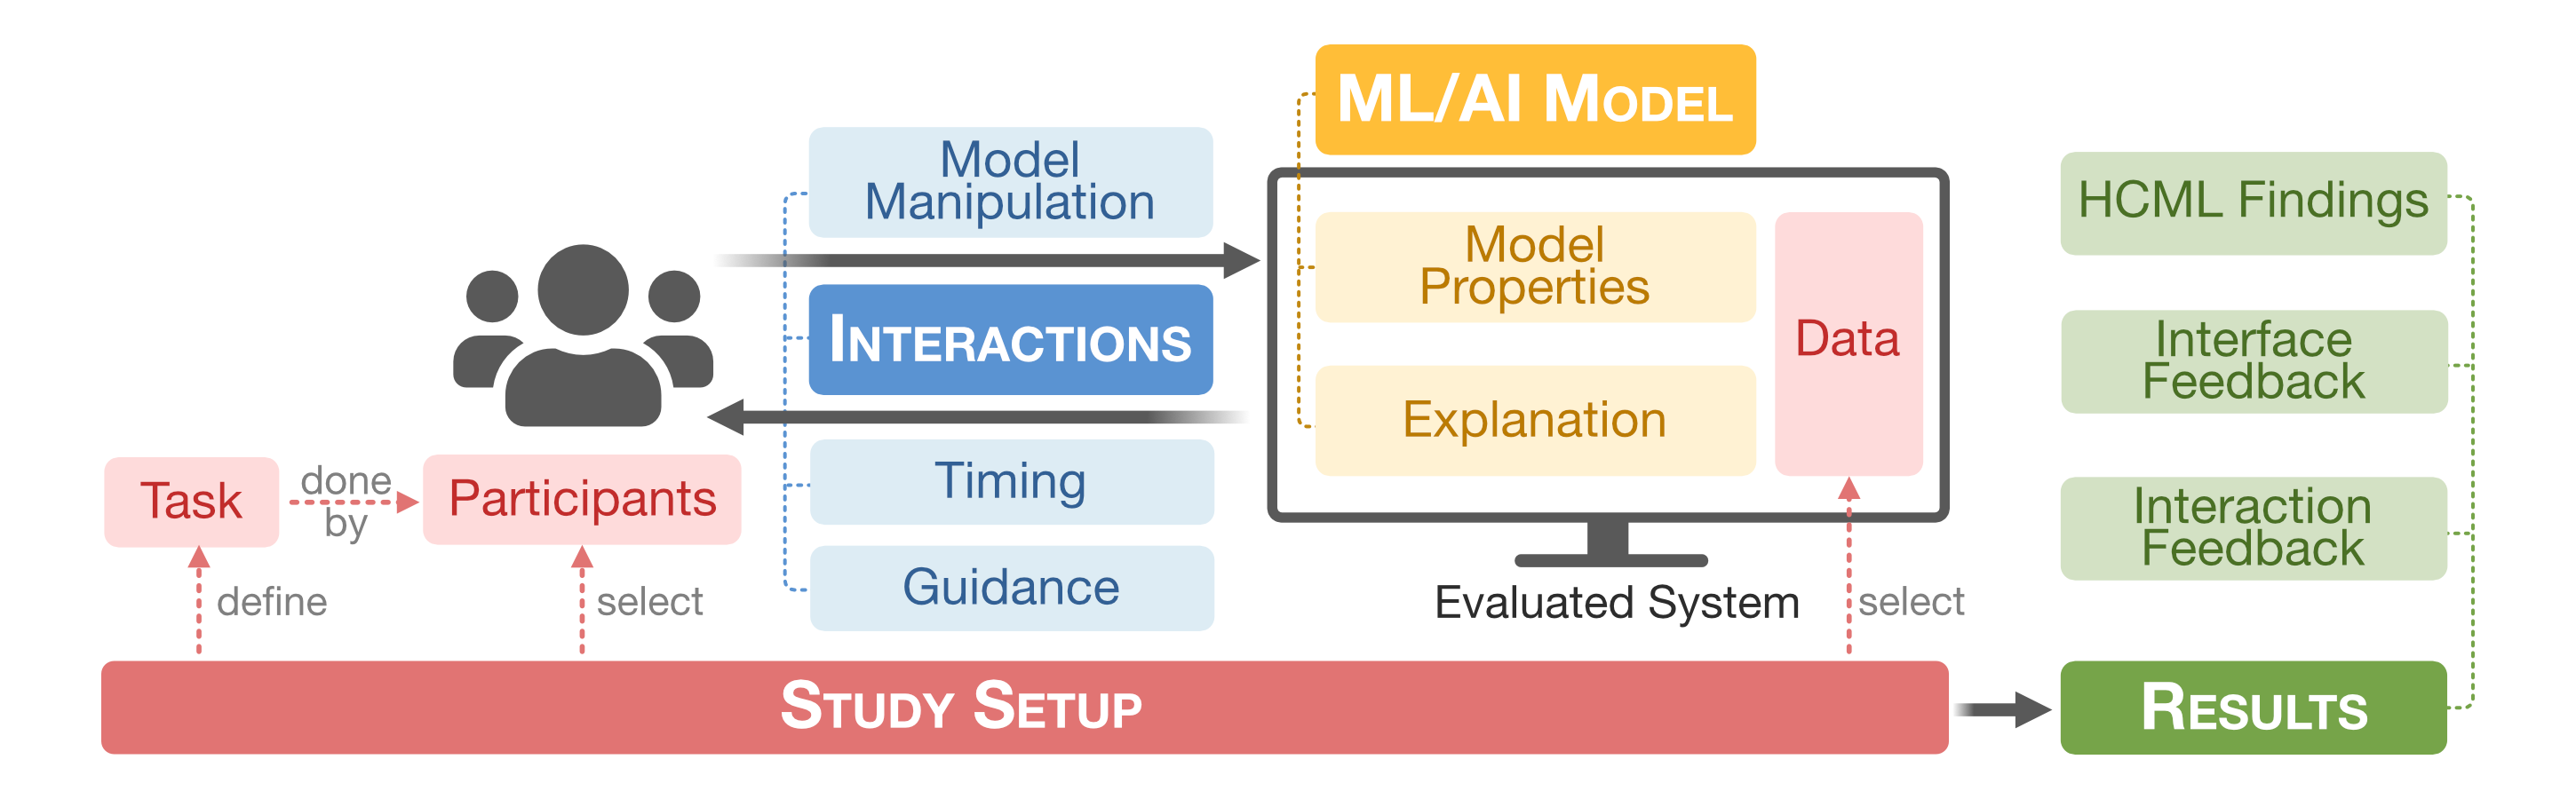 ML/AI MODEL
Model
Manipulation
INTERACTIONS
Timing
Guidance
Model
Properties
Explanation
Data
Evaluated System
Task
done
by
Participants
define
select
select
STUDY SETUP
HCML Findings
Interface
Feedback
Interaction
Feedback
RESULTS